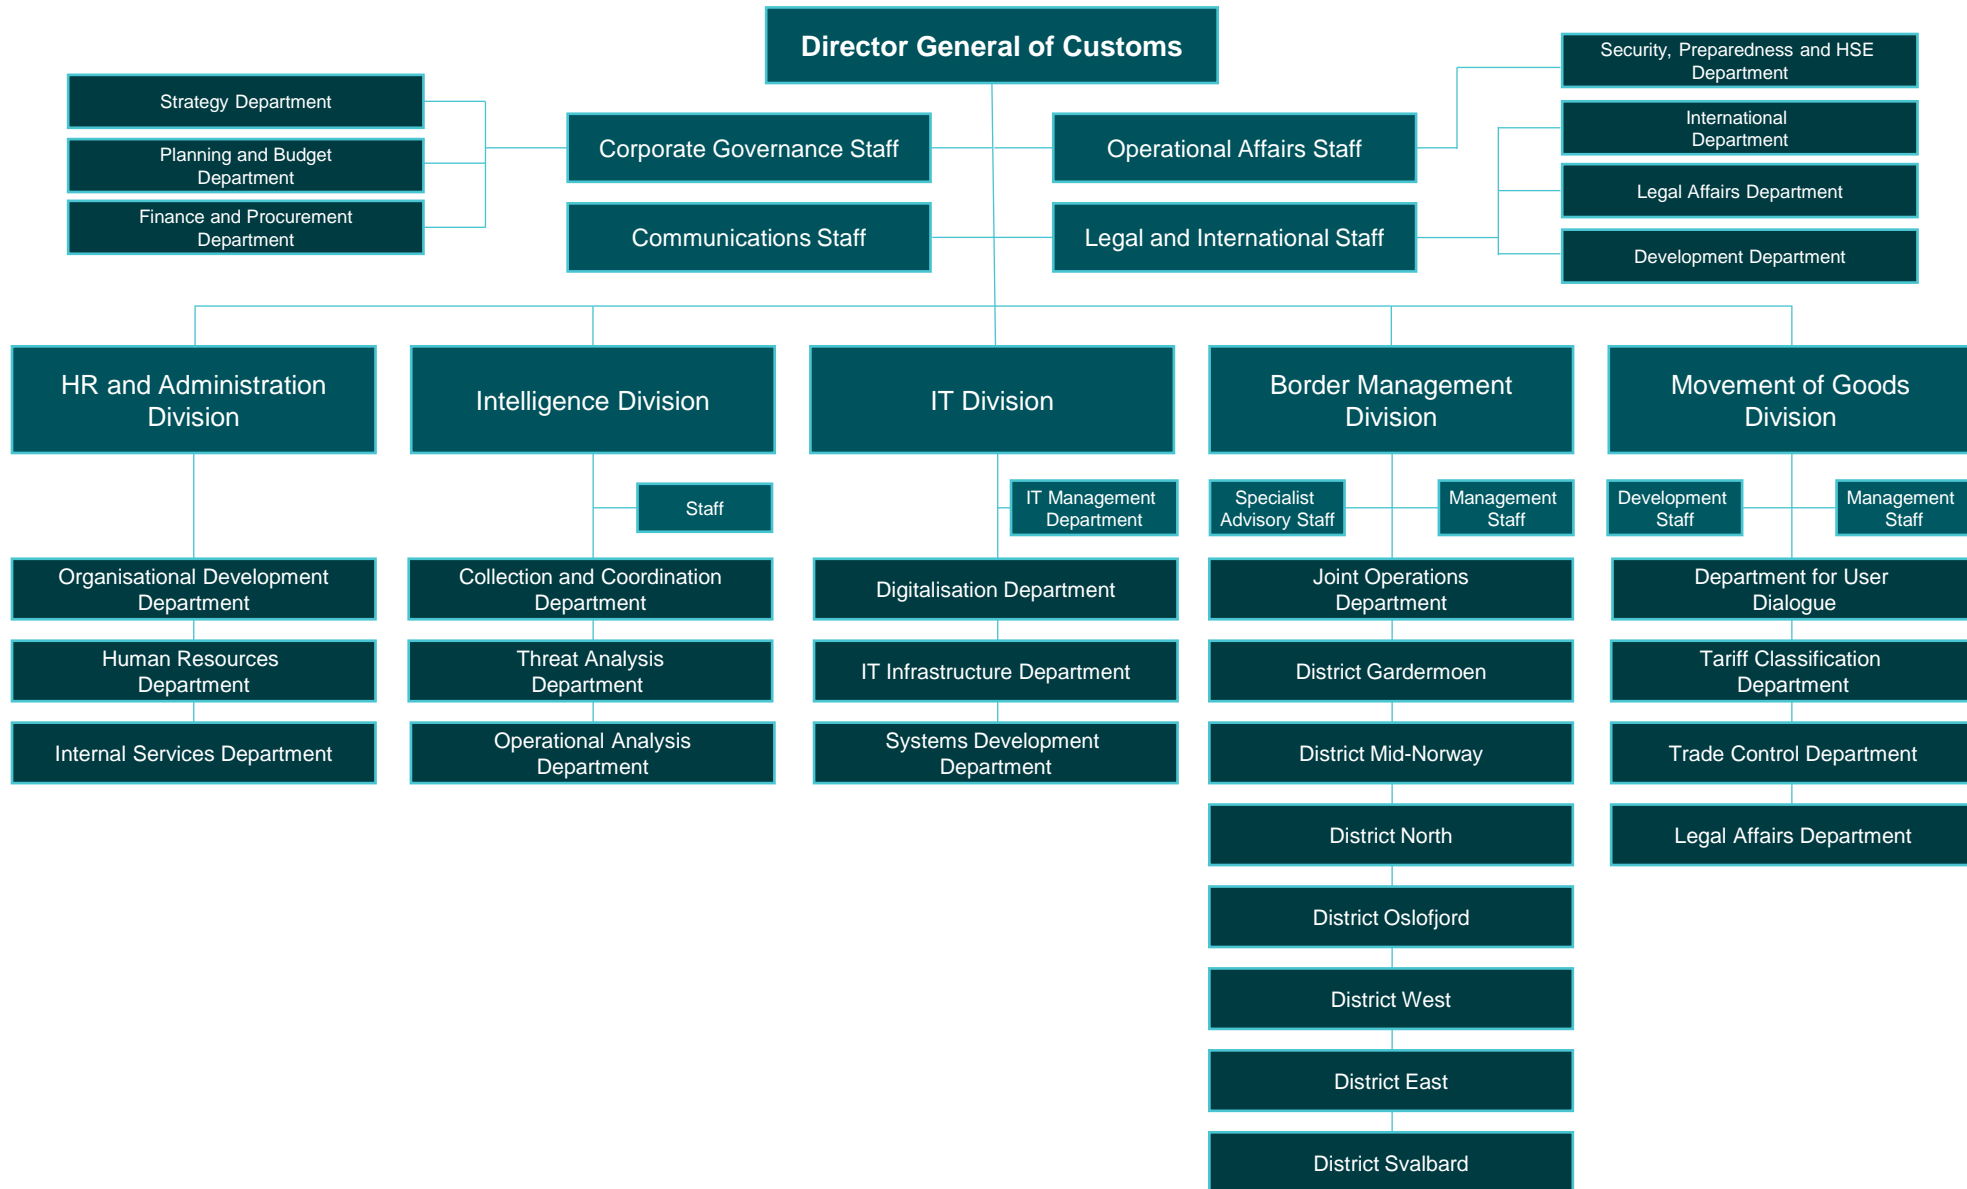 Director General of Customs
Strategy Department
Planning and Budget
Department
Finance and Procurement
Department
Corporate Governance Staff
Communications Staff
Operational Affairs Staff
Legal and International Staff
Security, Preparedness and HSE
Department
International
Department
Legal Affairs Department
Development Department
HR and Administration
Division
Organisational Development
Department
Human Resources
Department
Internal Services Department
Intelligence Division
Staff
Collection and Coordination
Department
Threat Analysis
Department
Operational Analysis
Department
IT Division
IT Management
Department
Digitalisation Department
IT Infrastructure Department
Systems Development
Department
Border Management
Division
Specialist
Advisory Staff
Management
Staff
Joint Operations
Department
District Gardermoen
District Mid-Norway
District North
District Oslofjord
District West
District East
District Svalbard
Movement of Goods
Division
Development
Staff
Management
Staff
Department for User
Dialogue
Tariff Classification
Department
Trade Control Department
Legal Affairs Department